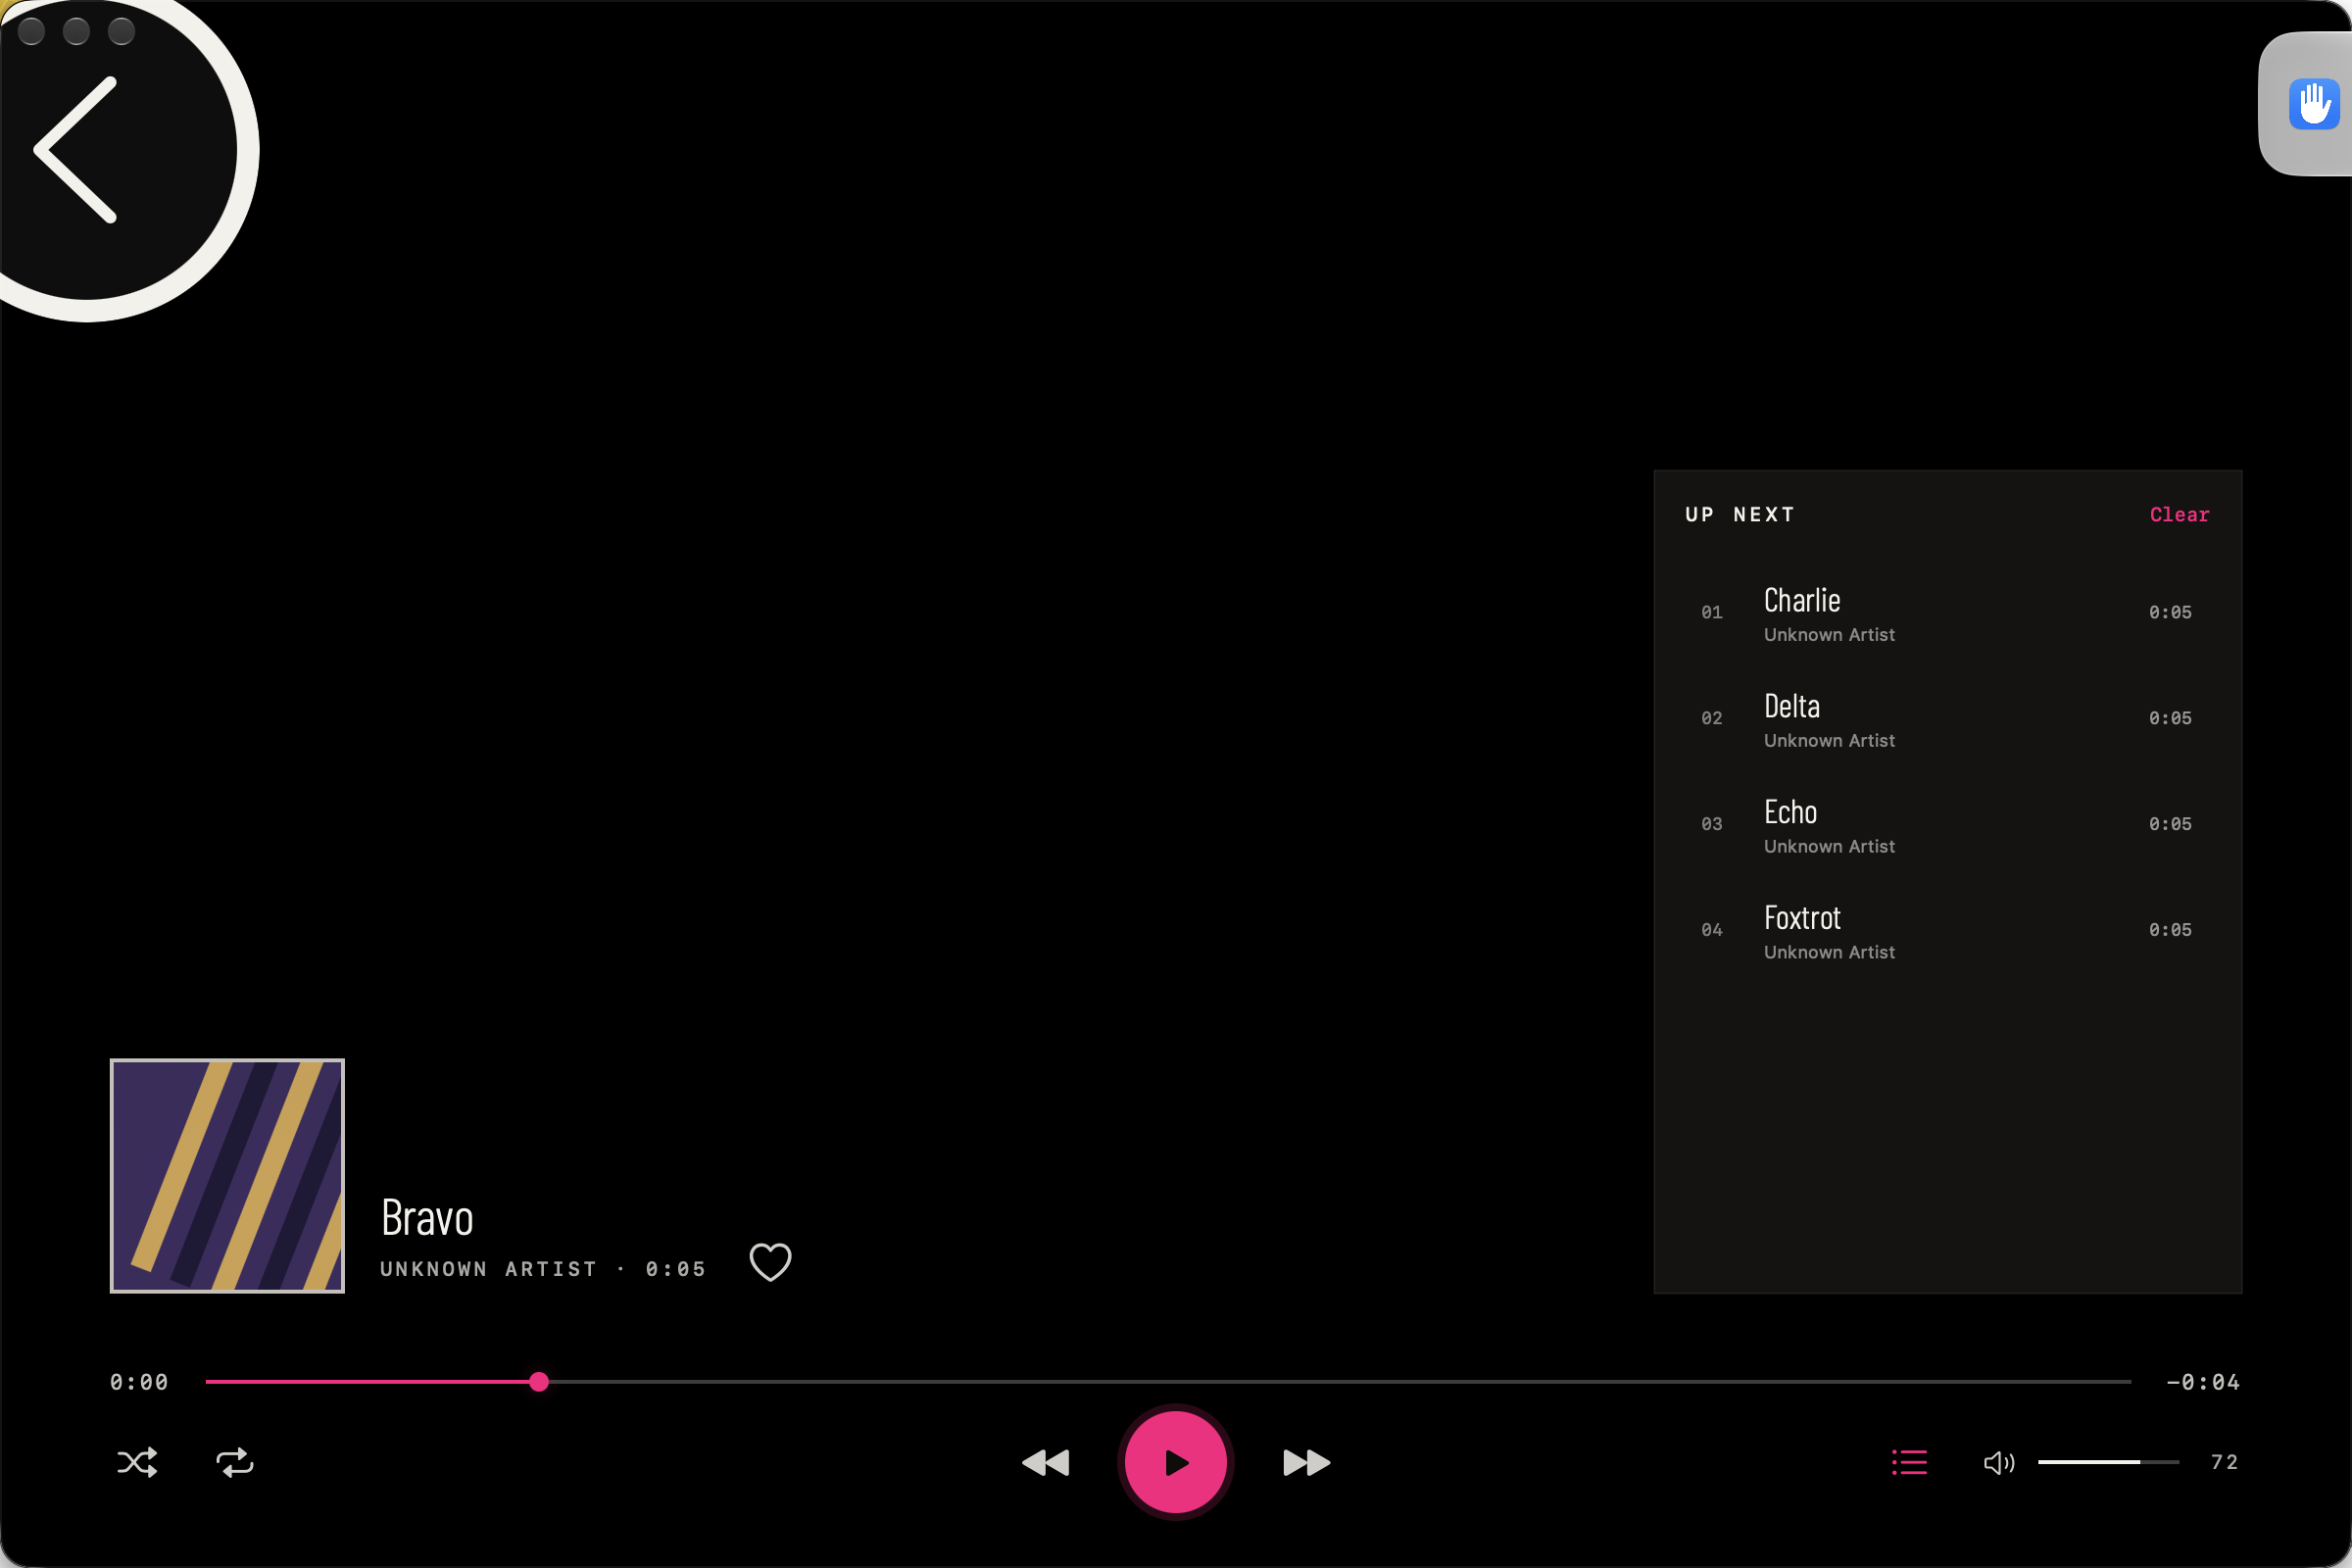 UP NEXT Clear
01 Charlie 0:05
Unknown Artist
02 Delta 0:05
Unknown Artist
03 Echo 0:05
Unknown Artist
04 Foxtrot 0:05
Unknown Artist
Bravo
UNKNOWN ARTIST · 0:05
0:00 −0:04
72